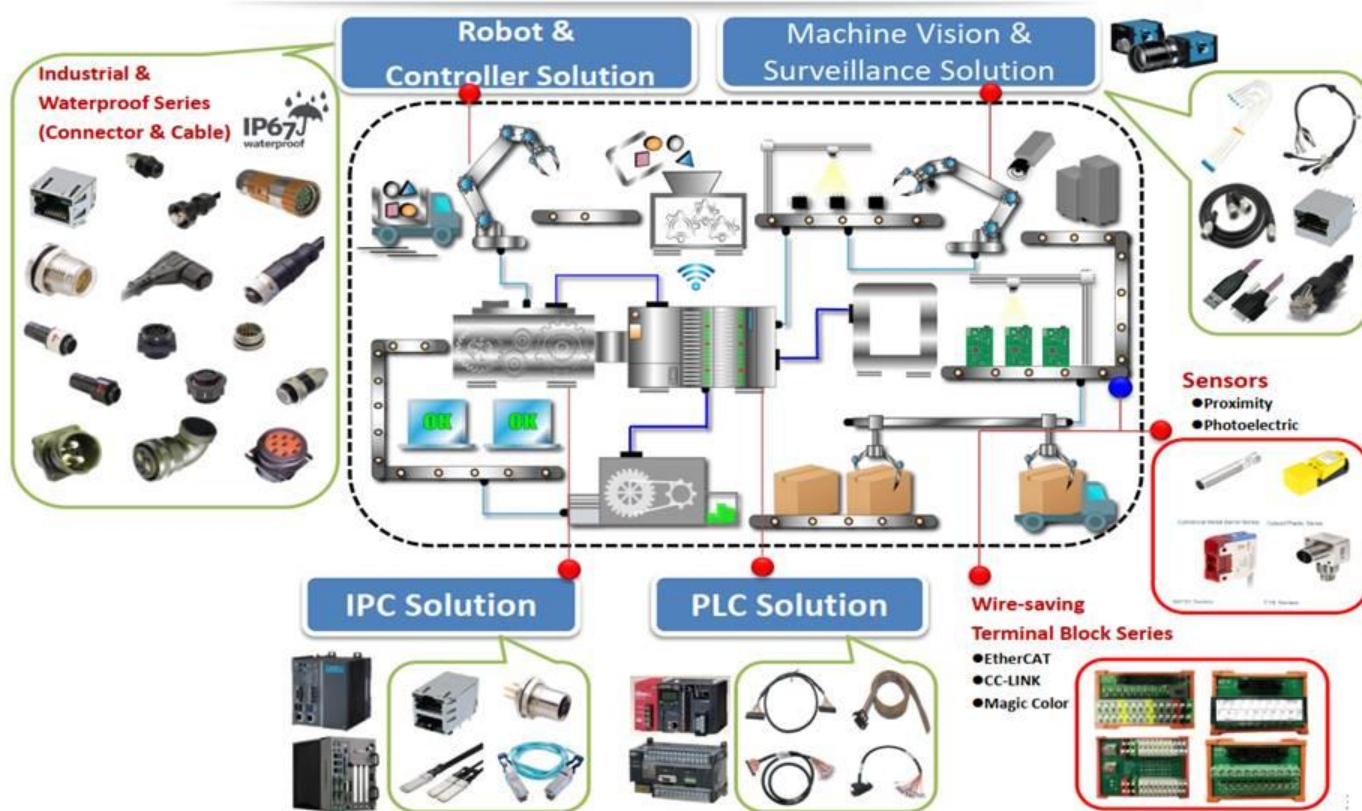 Robot &
Controller Solution
Machine Vision &
Surveillance Solution
Industrial &
Waterproof Series
(Connector & Cable)
IP67
waterproof
OK
OK
Sensors
●Proximity
●Photoelectric
IPC Solution
PLC Solution
Wire-saving
Terminal Block Series
●EtherCAT
●CC-LINK
●Magic Color